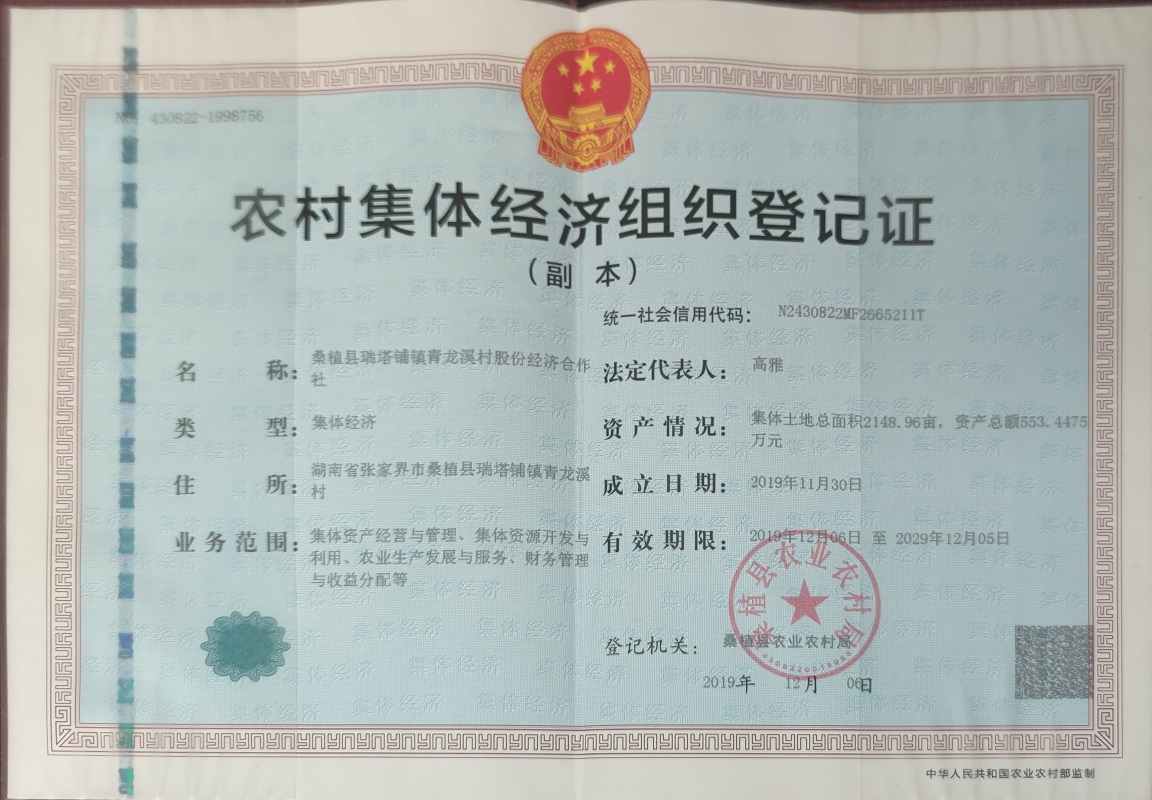 NO: 430822-1998756
农村集体经济组织登记证
（副 本）
统一社会信用代码： N2430822MF2665211T
名 称： 桑植县瑞塔铺镇青龙溪村股份经济合作
社
法定代表人： 高雅
类 型： 集体经济
资产情况： 集体土地总面积2148.96亩，资产总额553.4475
万元
住 所： 湖南省张家界市桑植县瑞塔铺镇青龙溪
村
成立日期： 2019年11月30日
业务范围： 集体资产经营与管理、集体资源开发与
利用、农业生产发展与服务、财务管理
与收益分配等
有效期限： 2019年12月06日 至 2029年12月05日
桑植县农业农村局
登记机关： 桑植县农业农村局
2019年 12月 06日
中华人民共和国农业农村部监制